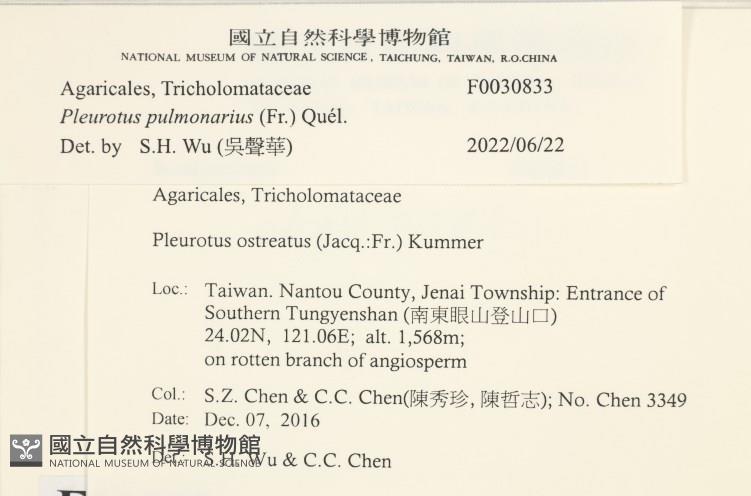 國立自然科學博物館
NATIONAL MUSEUM OF NATURAL SCIENCE, TAICHUNG, TAIWAN, R.O.CHINA
Agaricales, Tricholomataceae F0030833
Pleurotus pulmonarius (Fr.) Quél.
Det. by S.H. Wu (吳聲華) 2022/06/22
Agaricales, Tricholomataceae
Pleurotus ostreatus (Jacq.:Fr.) Kummer
Loc.: Taiwan. Nantou County, Jenai Township: Entrance of
Southern Tungyenshan (南東眼山登山口)
24.02N, 121.06E; alt. 1,568m;
on rotten branch of angiosperm
Col.: S.Z. Chen & C.C. Chen(陳秀珍, 陳哲志); No. Chen 3349
Date: Dec. 07, 2016
Det.: S.H. Wu & C.C. Chen
國立自然科學博物館
NATIONAL MUSEUM OF NATURAL SCIENCE